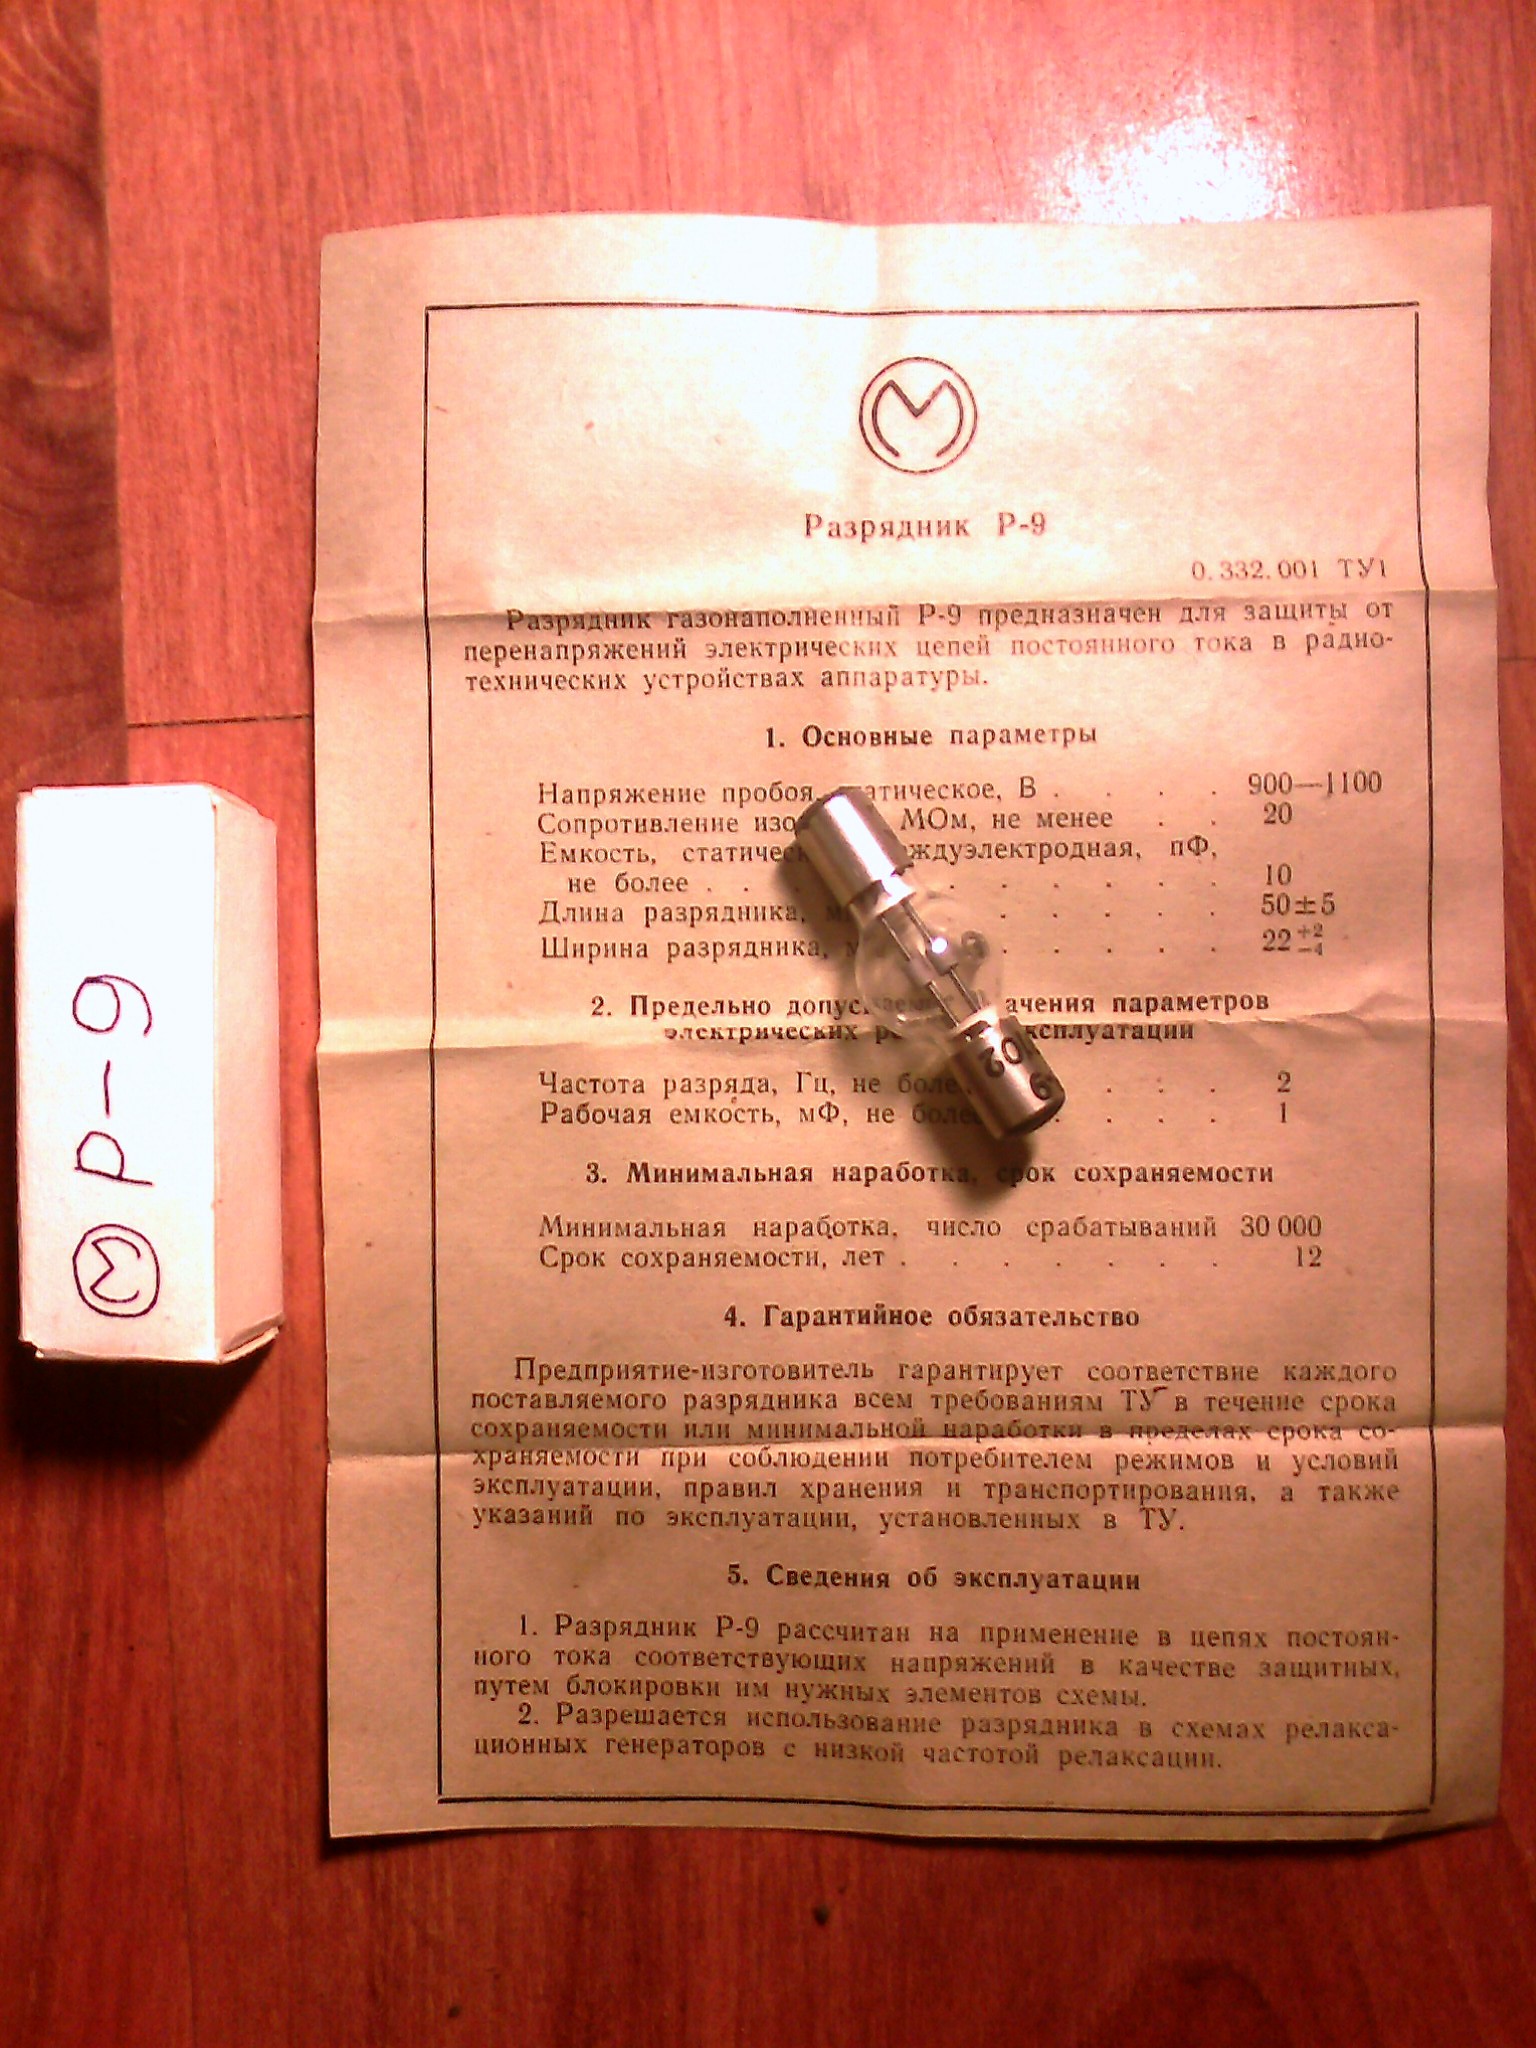 Разрядник Р-9
0.332.001 ТУ1
Разрядник газонаполненный Р-9 предназначен для защиты от
перенапряжений электрических цепей постоянного тока в радио-
технических устройствах аппаратуры.
1. Основные параметры
Напряжение пробоя, В . . . . 900—1100
Сопротивление МОм, не менее . . 20
Емкость, пФ,
не более . . . . . . . . 10
Длина разрядника, . . . . . 50±5
Ширина разрядника, . . . . . 22 +2 −4
2. Предельно параметров
электрических эксплуатации
Частота разряда, Гц, не более . . . . 2
Рабочая емкость, мФ, не более . . . . 1
3. Минимальная наработка, срок сохраняемости
Минимальная наработка, число срабатываний 30 000
Срок сохраняемости, лет . . . . . . 12
4. Гарантийное обязательство
Предприятие-изготовитель гарантирует соответствие каждого
поставляемого разрядника всем требованиям ТУ в течение срока
сохраняемости или минимальной наработки в пределах срока со-
храняемости при соблюдении потребителем режимов и условий
эксплуатации, правил хранения и транспортирования, а также
указаний по эксплуатации, установленных в ТУ.
5. Сведения об эксплуатации
1. Разрядник Р-9 рассчитан на применение в цепях постоян-
ного тока соответствующих напряжений в качестве защитных,
путем блокировки им нужных элементов схемы.
2. Разрешается использование разрядника в схемах релакса-
ционных генераторов с низкой частотой релаксации.
М Р-9